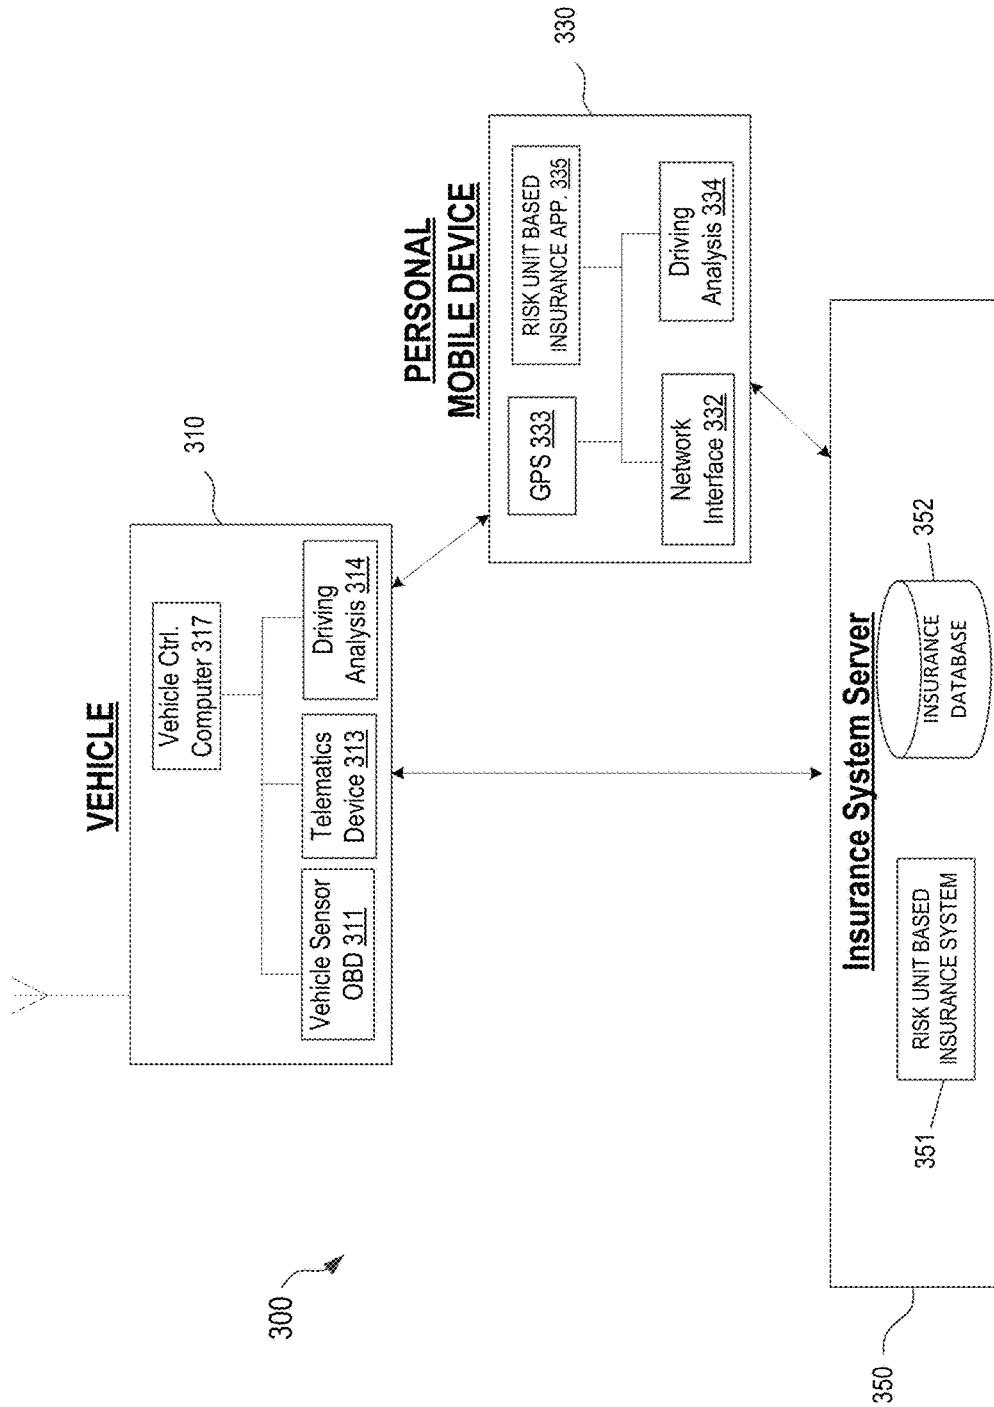 300
VEHICLE
310
Vehicle Ctrl.
Computer 317
Vehicle Sensor
OBD 311
Telematics
Device 313
Driving
Analysis 314
PERSONAL
MOBILE DEVICE
330
GPS 333
RISK UNIT BASED
INSURANCE APP. 335
Network
Interface 332
Driving
Analysis 334
350
Insurance System Server
351
RISK UNIT BASED
INSURANCE SYSTEM
352
INSURANCE
DATABASE